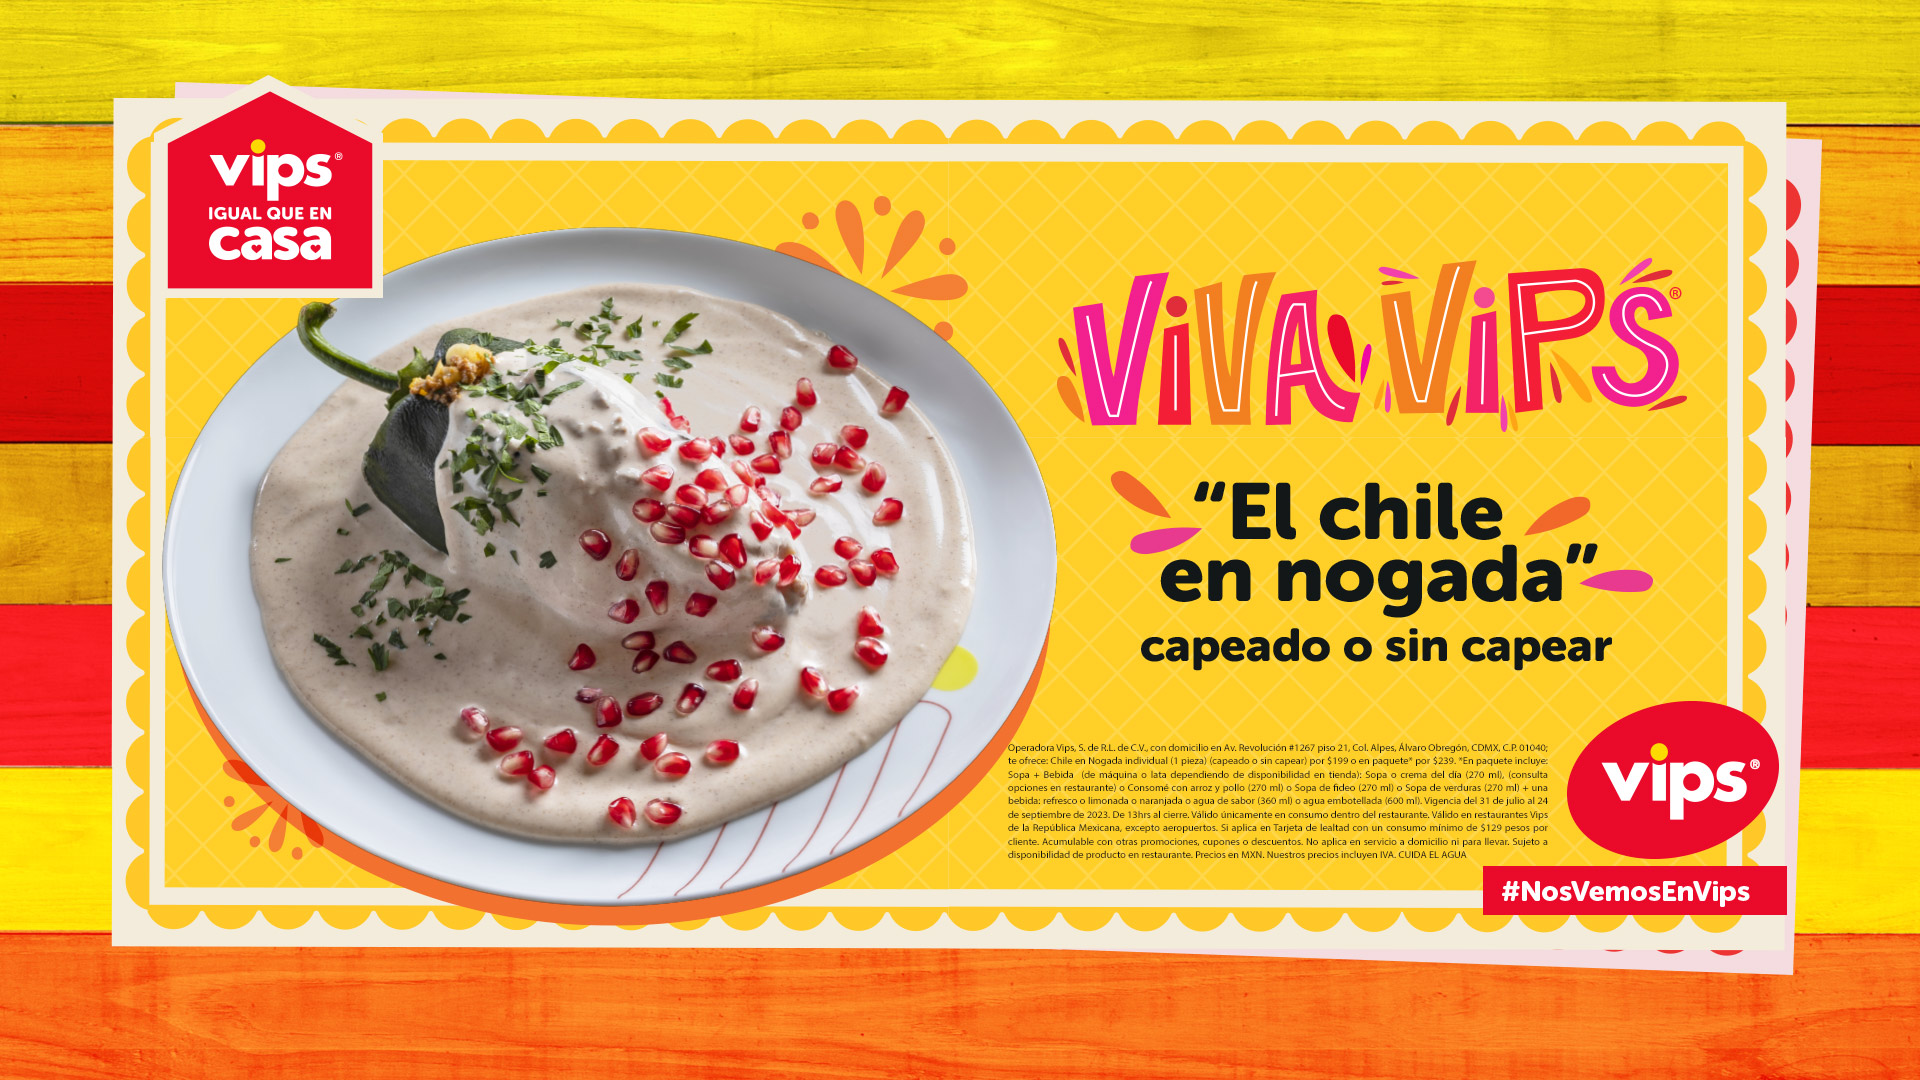 vips®
IGUAL QUE EN
casa
ViVA ViPS®
“El chile
en nogada”
capeado o sin capear
Operadora Vips, S. de R.L. de C.V., con domicilio en Av. Revolución #1267 piso 21, Col. Alpes, Álvaro Obregón, CDMX, C.P. 01040;
te ofrece: Chile en Nogada individual (1 pieza) (capeado o sin capear) por $199 o en paquete* por $239. *En paquete incluye:
Sopa + Bebida (de máquina o lata dependiendo de disponibilidad en tienda): Sopa o crema del día (270 ml), (consulta
opciones en restaurante) o Consomé con arroz y pollo (270 ml) o Sopa de fideo (270 ml) o Sopa de verduras (270 ml) + una
bebida: refresco o limonada o naranjada o agua de sabor (360 ml) o agua embotellada (600 ml). Vigencia del 31 de julio al 24
de septiembre de 2023. De 13hrs al cierre. Válido únicamente en consumo dentro del restaurante. Válido en restaurantes Vips
de la República Mexicana, excepto aeropuertos. Si aplica en Tarjeta de lealtad con un consumo mínimo de $129 pesos por
cliente. Acumulable con otras promociones, cupones o descuentos. No aplica en servicio a domicilio ni para llevar. Sujeto a
disponibilidad de producto en restaurante. Precios en MXN. Nuestros precios incluyen IVA. CUIDA EL AGUA
vips®
#NosVemosEnVips